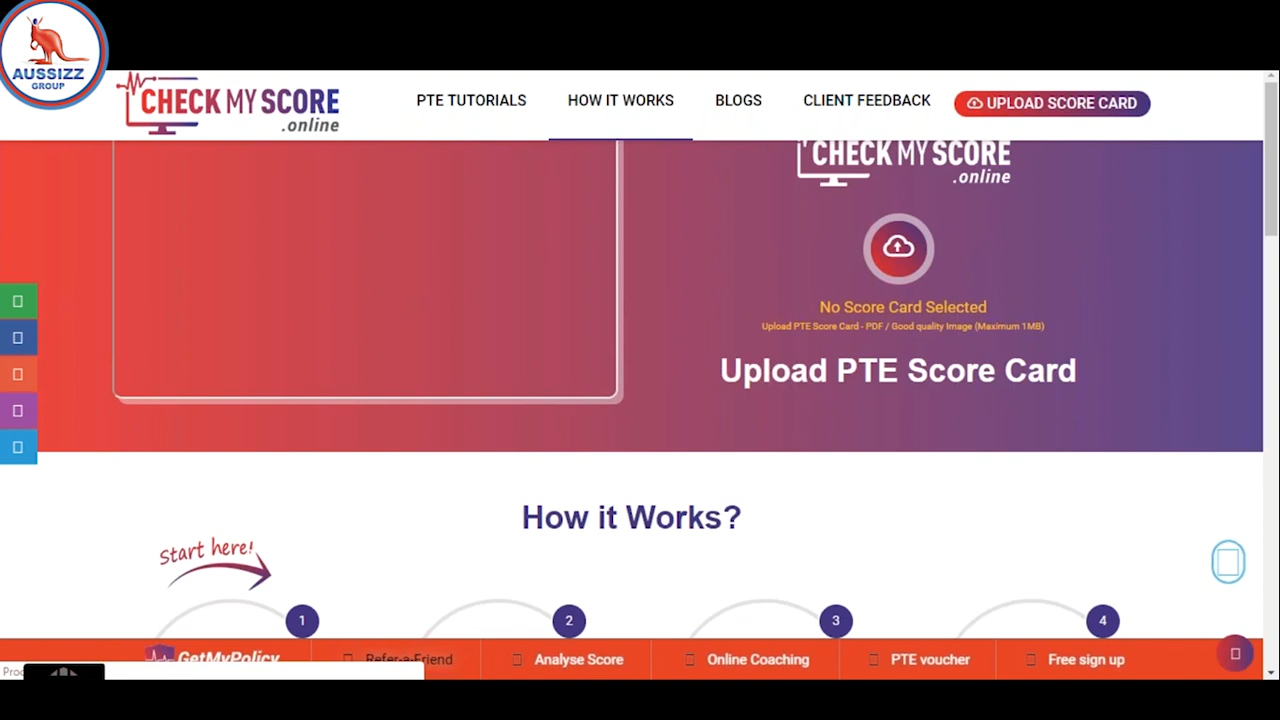 AUSSIZZ
GROUP
CHECK MY SCORE
.online
PTE TUTORIALS
HOW IT WORKS
BLOGS
CLIENT FEEDBACK
UPLOAD SCORE CARD
CHECK MY SCORE
.online
No Score Card Selected
Upload PTE Score Card - PDF / Good quality Image (Maximum 1MB)
Upload PTE Score Card
How it Works?
Start here!
1
2
3
4
GetMyPolicy
Refer-a-Friend
Analyse Score
Online Coaching
PTE voucher
Free sign up